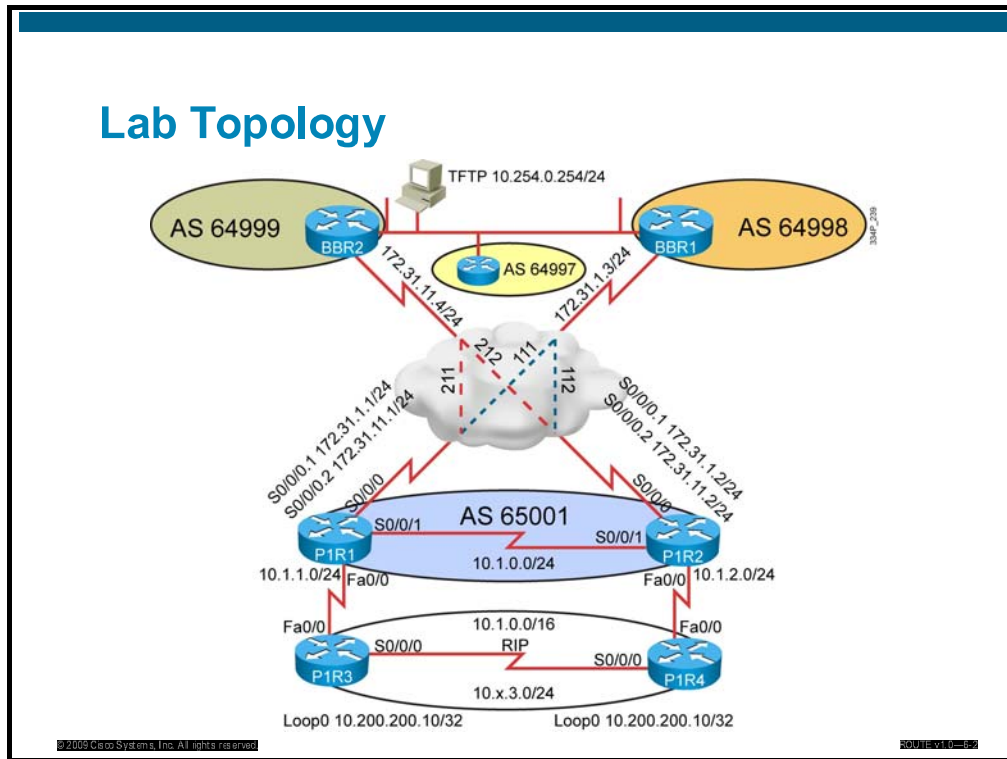 Lab Topology
TFTP 10.254.0.254/24
AS 64999
BBR2
AS 64997
BBR1
AS 64998
334P_239
172.31.11.4/24
172.31.1.3/24
211
212
111
112
S0/0/0.1 172.31.1.1/24
S0/0/0.2 172.31.11.1/24
S0/0/0
S0/0/0.1 172.31.1.2/24
S0/0/0.2 172.31.11.2/24
S0/0/0
AS 65001
P1R1
S0/0/1
S0/0/1
P1R2
10.1.0.0/24
10.1.1.0/24
Fa0/0
Fa0/0
10.1.2.0/24
Fa0/0
10.1.0.0/16
Fa0/0
RIP
P1R3
S0/0/0
S0/0/0
P1R4
10.x.3.0/24
Loop0 10.200.200.10/32
Loop0 10.200.200.10/32
© 2009 Cisco Systems, Inc. All rights reserved.
ROUTE v1.0—6-2